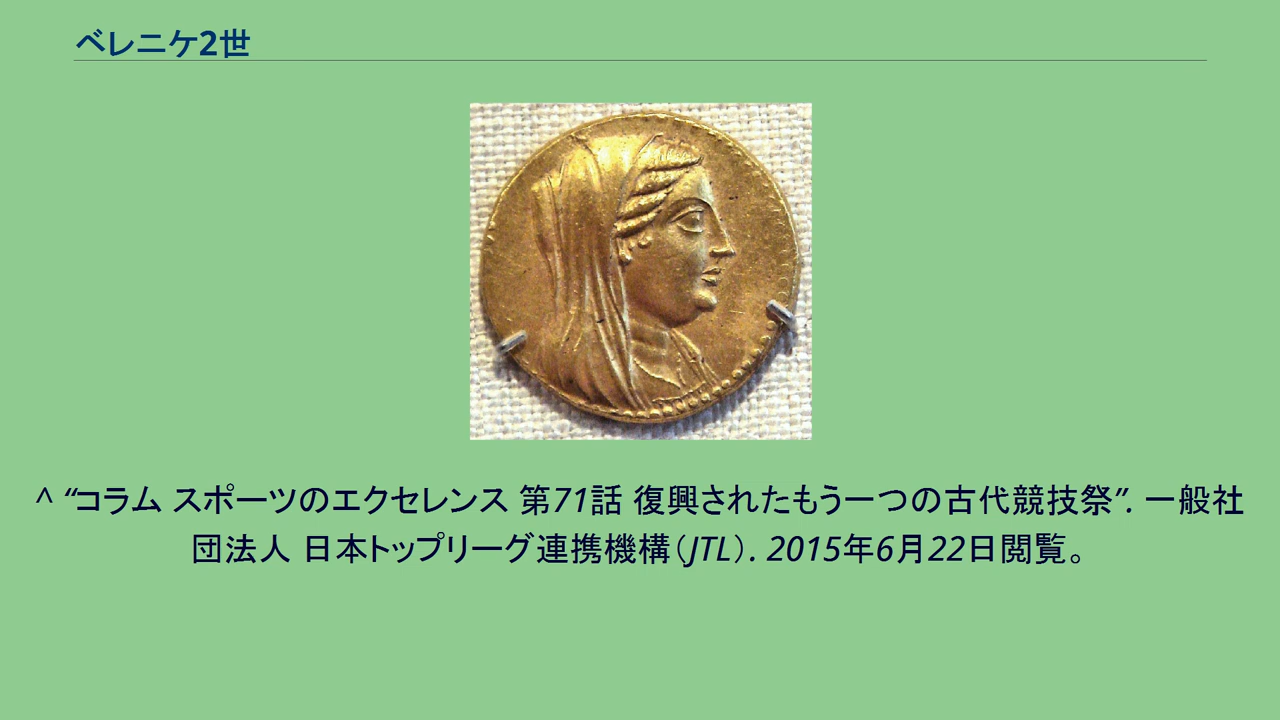 ベレニケ2世
^ “コラム スポーツのエクセレンス 第71話 復興されたもう一つの古代競技祭”. 一般社
団法人 日本トップリーグ連携機構（JTL）. 2015年6月22日閲覧。